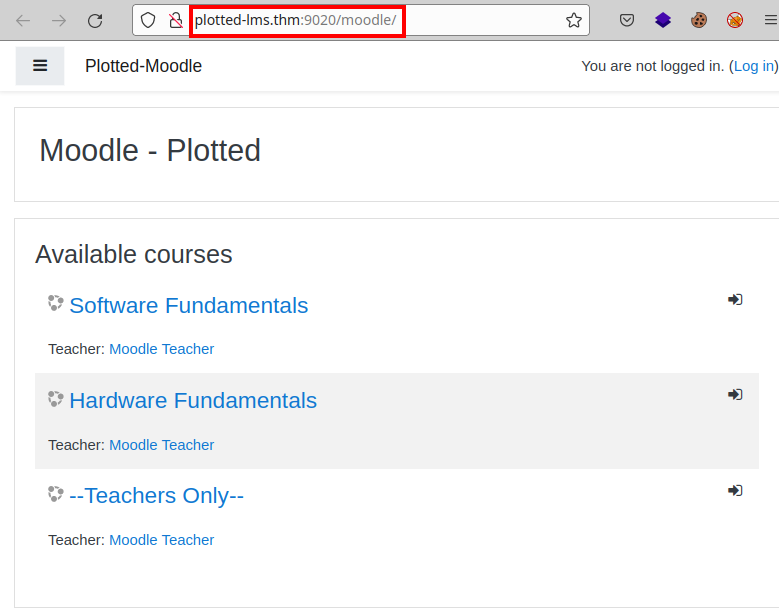 plotted-lms.thm:9020/moodle/
Plotted-Moodle
You are not logged in. (Log in)
Moodle - Plotted
Available courses
Software Fundamentals
Teacher: Moodle Teacher
Hardware Fundamentals
Teacher: Moodle Teacher
--Teachers Only--
Teacher: Moodle Teacher